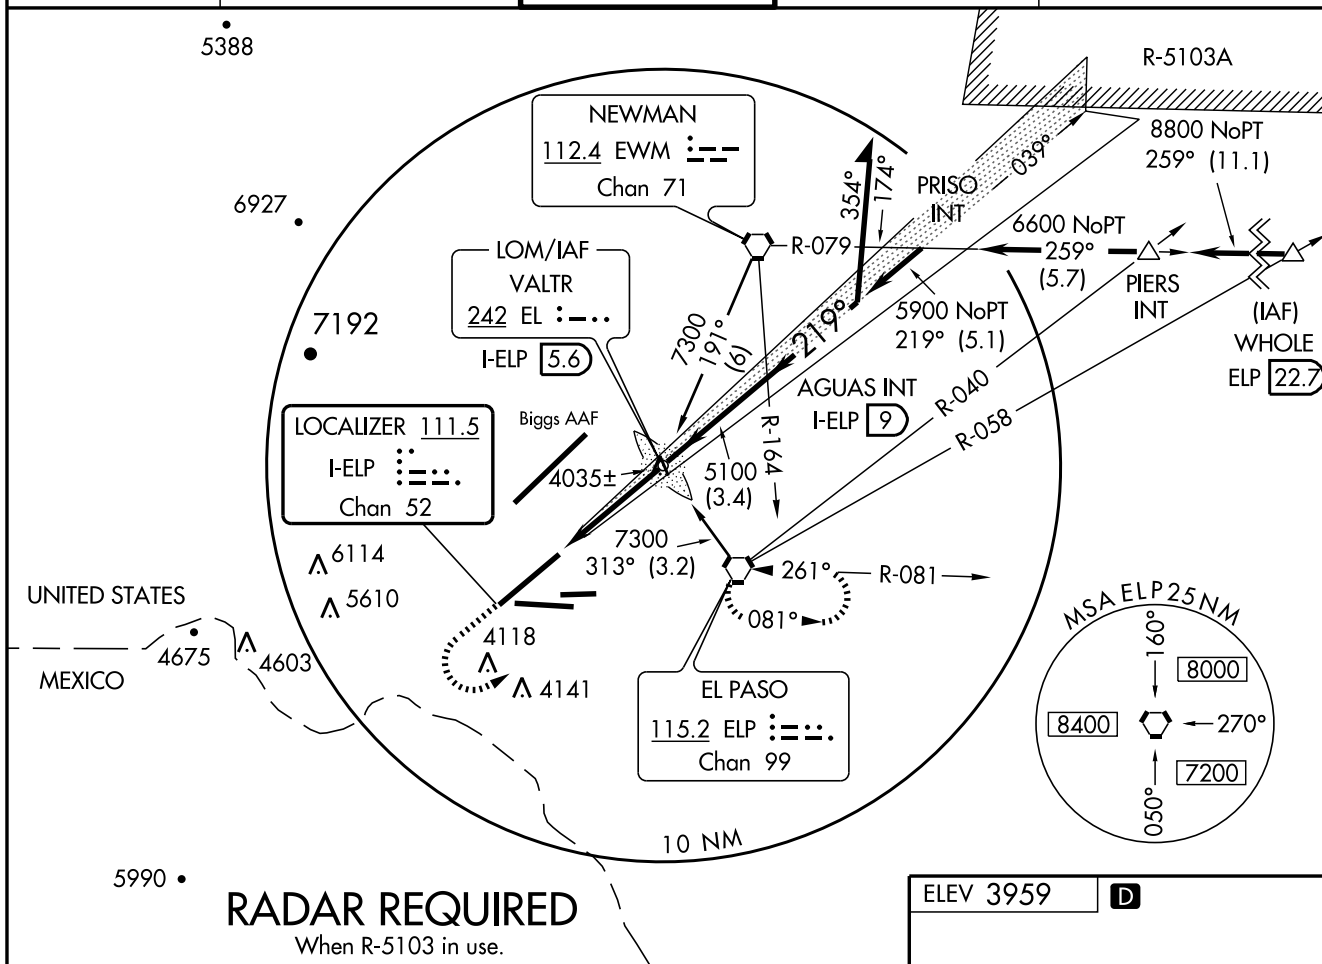 5388
R-5103A
NEWMAN
112.4 EWM
Chan 71
8800 NoPT
259° (11.1)
039°
354°
174°
PRISO
INT
6927
6600 NoPT
259°
(5.7)
R-079
LOM/IAF
VALTR
242 EL
I-ELP 5.6
PIERS
INT
(IAF)
WHOLE
ELP 22.7
7192
7300
191°
(6)
219°
5900 NoPT
219° (5.1)
AGUAS INT
I-ELP 9
R-040
R-058
R-164
LOCALIZER 111.5
I-ELP
Chan 52
Biggs AAF
4035±
5100
(3.4)
6114
5610
7300
313° (3.2)
261°
R-081
081°
UNITED STATES
MEXICO
4675
4603
4118
4141
EL PASO
115.2 ELP
Chan 99
MSA ELP 25 NM
160°
8000
8400
270°
7200
050°
10 NM
5990
RADAR REQUIRED
When R-5103 in use.
ELEV 3959
D